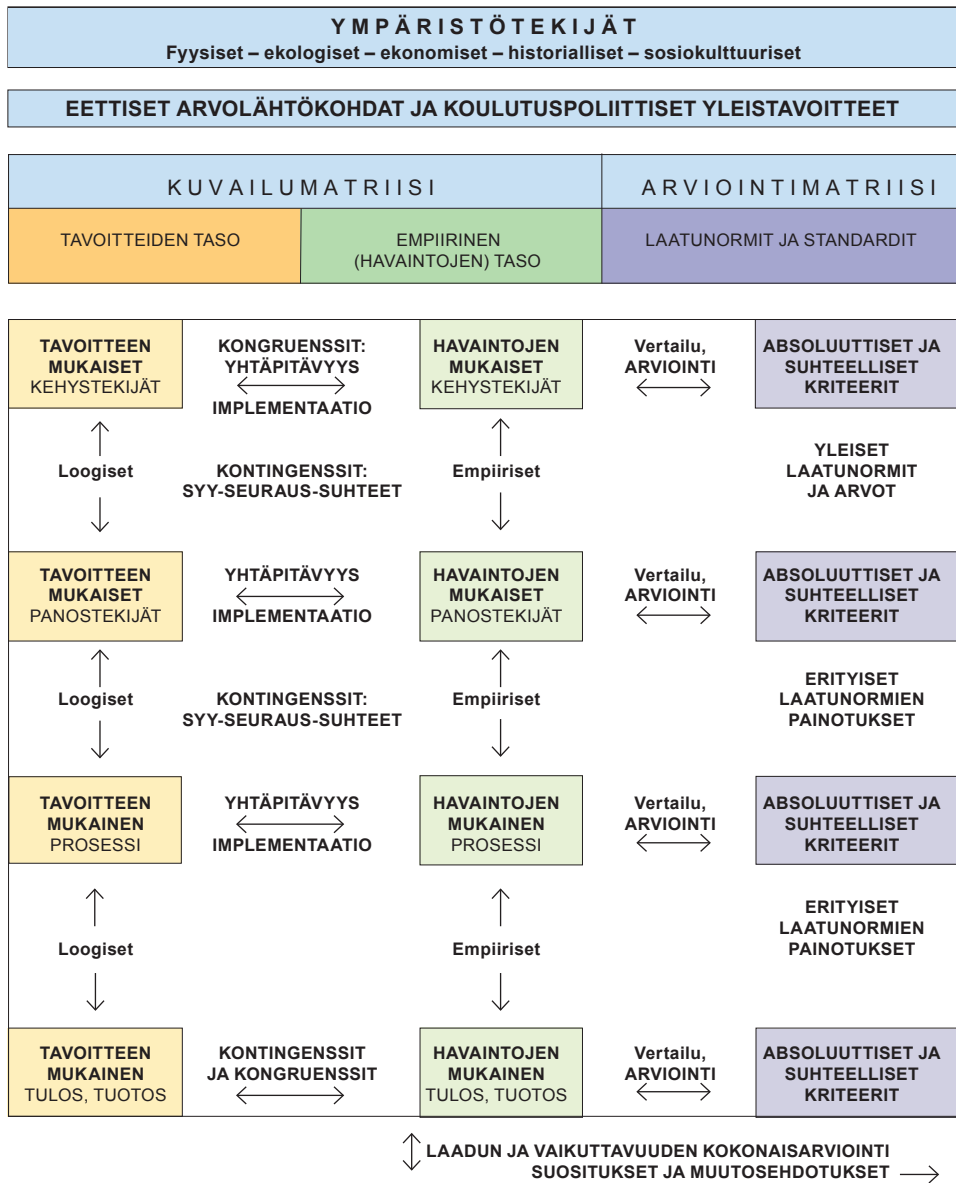 YMPÄRISTÖTEKIJÄT
Fyysiset – ekologiset – ekonomiset – historialliset – sosiokulttuuriset
EETTISET ARVOLÄHTÖKOHDAT JA KOULUTUSPOLIITTISET YLEISTAVOITTEET
KUVAILUMATRIISI
ARVIOINTIMATRIISI
TAVOITTEIDEN TASO
EMPIIRINEN
(HAVAINTOJEN) TASO
LAATUNORMIT JA STANDARDIT
TAVOITTEEN
MUKAISET
KEHYSTEKIJÄT
KONGRUENSSIT:
YHTÄPITÄVYYS
IMPLEMENTAATIO
HAVAINTOJEN
MUKAISET
KEHYSTEKIJÄT
Vertailu,
ARVIOINTI
ABSOLUUTTISET JA
SUHTEELLISET
KRITEERIT
Loogiset
KONTINGENSSIT:
SYY-SEURAUS-SUHTEET
Empiiriset
YLEISET
LAATUNORMIT
JA ARVOT
TAVOITTEEN
MUKAISET
PANOSTEKIJÄT
YHTÄPITÄVYYS
IMPLEMENTAATIO
HAVAINTOJEN
MUKAISET
PANOSTEKIJÄT
Vertailu,
ARVIOINTI
ABSOLUUTTISET JA
SUHTEELLISET
KRITEERIT
Loogiset
KONTINGENSSIT:
SYY-SEURAUS-SUHTEET
Empiiriset
ERITYISET
LAATUNORMIEN
PAINOTUKSET
TAVOITTEEN
MUKAINEN
PROSESSI
YHTÄPITÄVYYS
IMPLEMENTAATIO
HAVAINTOJEN
MUKAINEN
PROSESSI
Vertailu,
ARVIOINTI
ABSOLUUTTISET JA
SUHTEELLISET
KRITEERIT
Loogiset
Empiiriset
ERITYISET
LAATUNORMIEN
PAINOTUKSET
TAVOITTEEN
MUKAINEN
TULOS, TUOTOS
KONTINGENSSIT
JA KONGRUENSSIT
HAVAINTOJEN
MUKAINEN
TULOS, TUOTOS
Vertailu,
ARVIOINTI
ABSOLUUTTISET JA
SUHTEELLISET
KRITEERIT
LAADUN JA VAIKUTTAVUUDEN KOKONAISARVIOINTI
SUOSITUKSET JA MUUTOSEHDOTUKSET